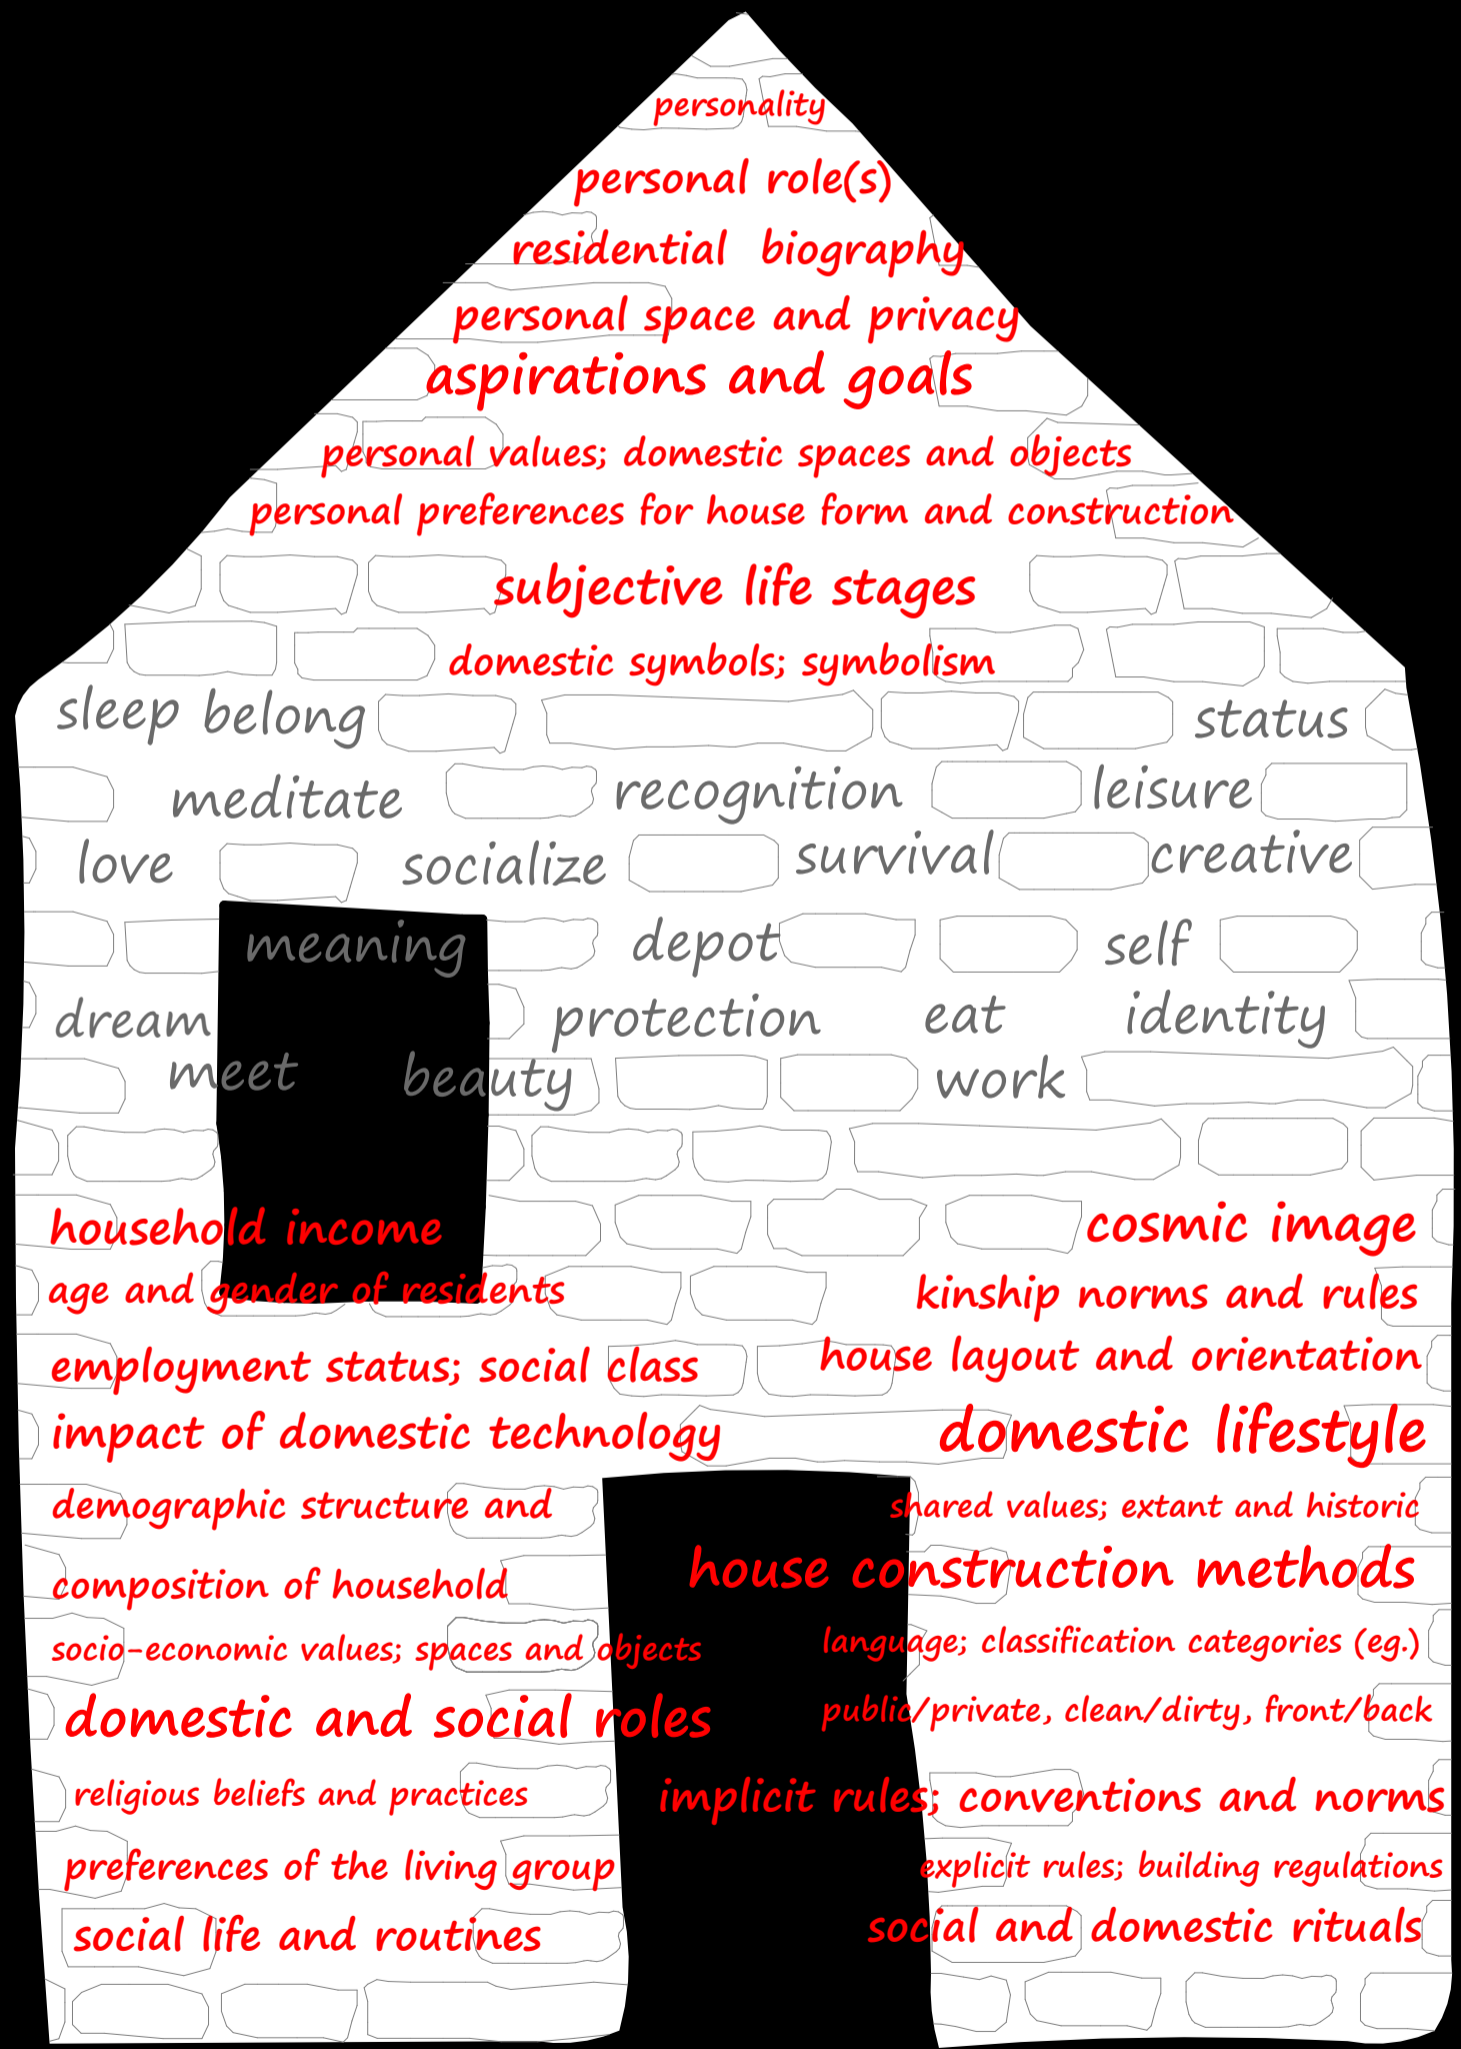 personality
personal role(s)
residential biography
personal space and privacy
aspirations and goals
personal values; domestic spaces and objects
personal preferences for house form and construction
subjective life stages
domestic symbols; symbolism
sleep belong status
meditate recognition leisure
love socialize survival creative
meaning depot self
dream protection eat identity
meet beauty work
household income
age and gender of residents
employment status; social class
impact of domestic technology
demographic structure and
composition of household
socio-economic values; spaces and objects
domestic and social roles
religious beliefs and practices
preferences of the living group
social life and routines
cosmic image
kinship norms and rules
house layout and orientation
domestic lifestyle
shared values; extant and historic
house construction methods
language; classification categories (eg.)
public/private, clean/dirty, front/back
implicit rules; conventions and norms
explicit rules; building regulations
social and domestic rituals